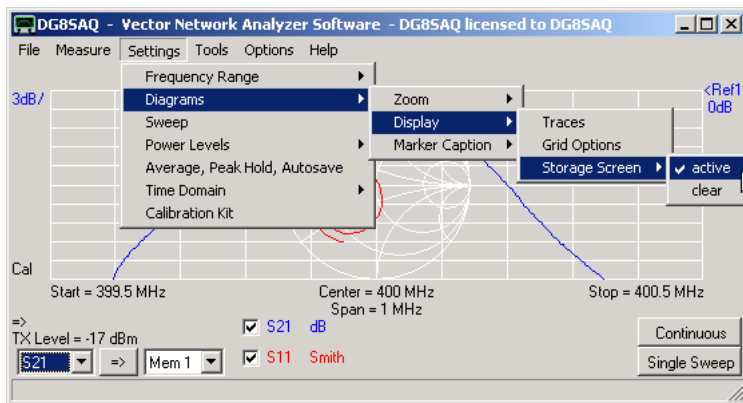 DG8SAQ - Vector Network Analyzer Software - DG8SAQ licensed to DG8SAQ
File Measure Settings Tools Options Help
Frequency Range
Diagrams
Sweep
Power Levels
Average, Peak Hold, Autosave
Time Domain
Calibration Kit
Zoom
Display
Marker Caption
Traces
Grid Options
Storage Screen
active
clear
3dB/
<Ref1
0dB
Cal
Start = 399.5 MHz Center = 400 MHz Stop = 400.5 MHz
Span = 1 MHz
=>
TX Level = -17 dBm
S21 dB
Continuous
S21 => Mem 1
S11 Smith
Single Sweep